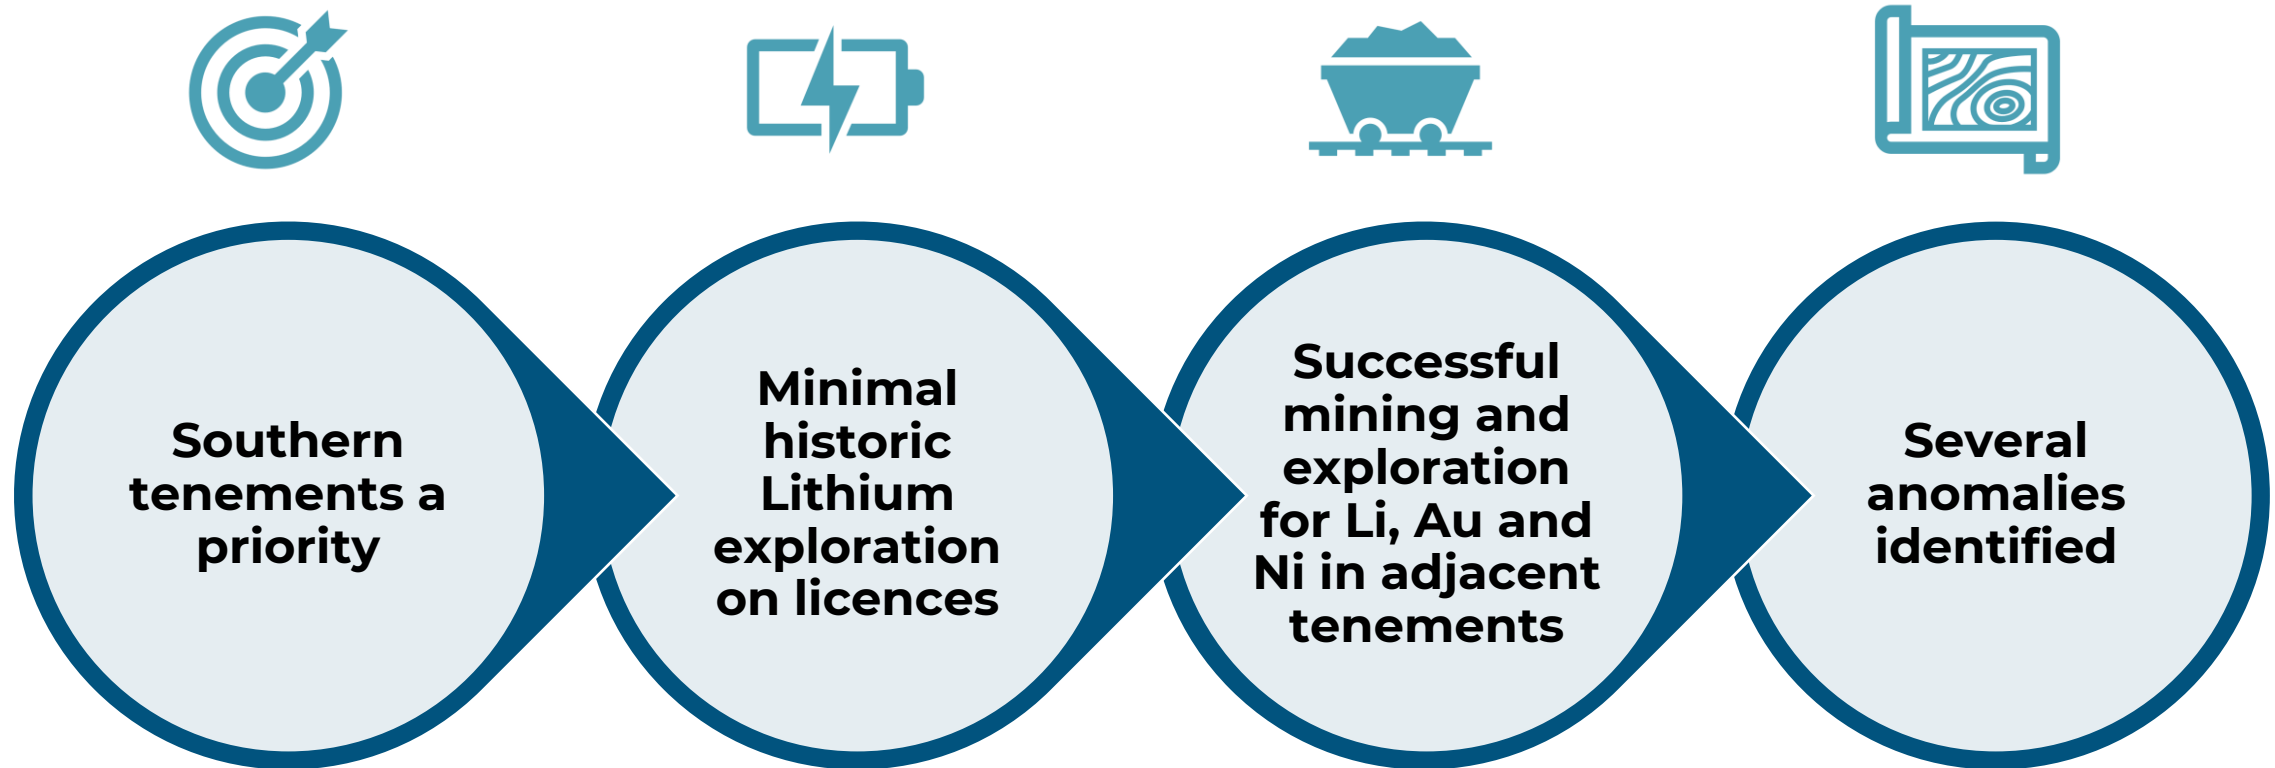 Southern
tenements a
priority
Minimal
historic
Lithium
exploration
on licences
Successful
mining and
exploration
for Li, Au and
Ni in adjacent
tenements
Several
anomalies
identified